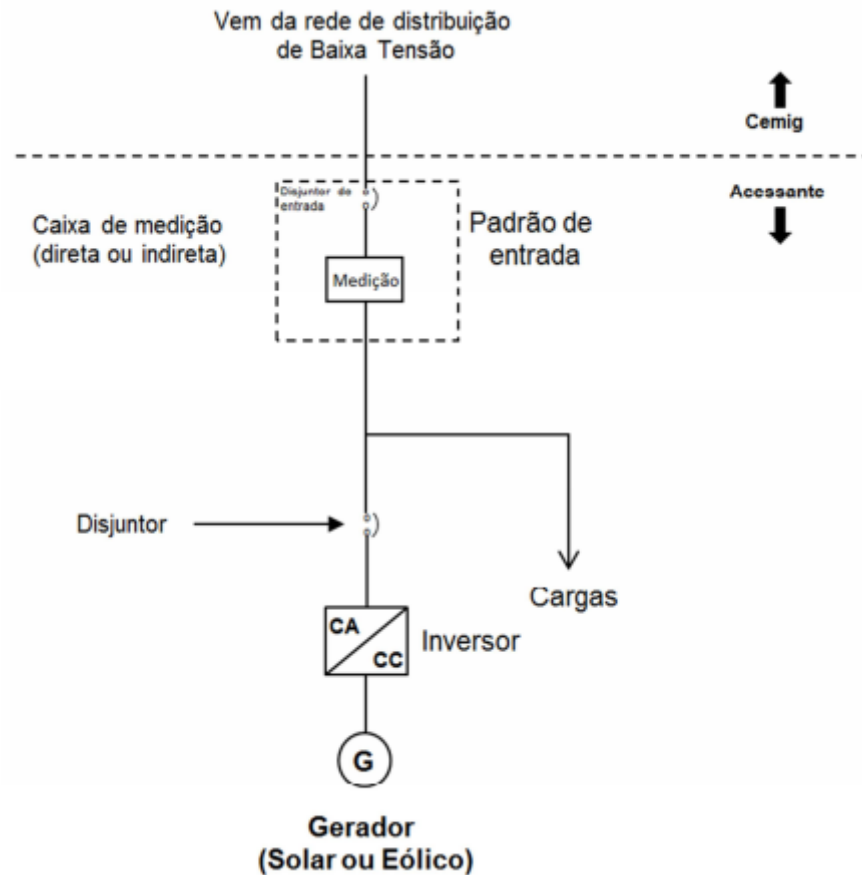 Vem da rede de distribuição
de Baixa Tensão
Cemig
Acessante
Disjuntor de
entrada
Caixa de medição
(direta ou indireta)
Padrão de
entrada
Medição
Disjuntor
Cargas
CA
CC
Inversor
G
Gerador
(Solar ou Eólico)